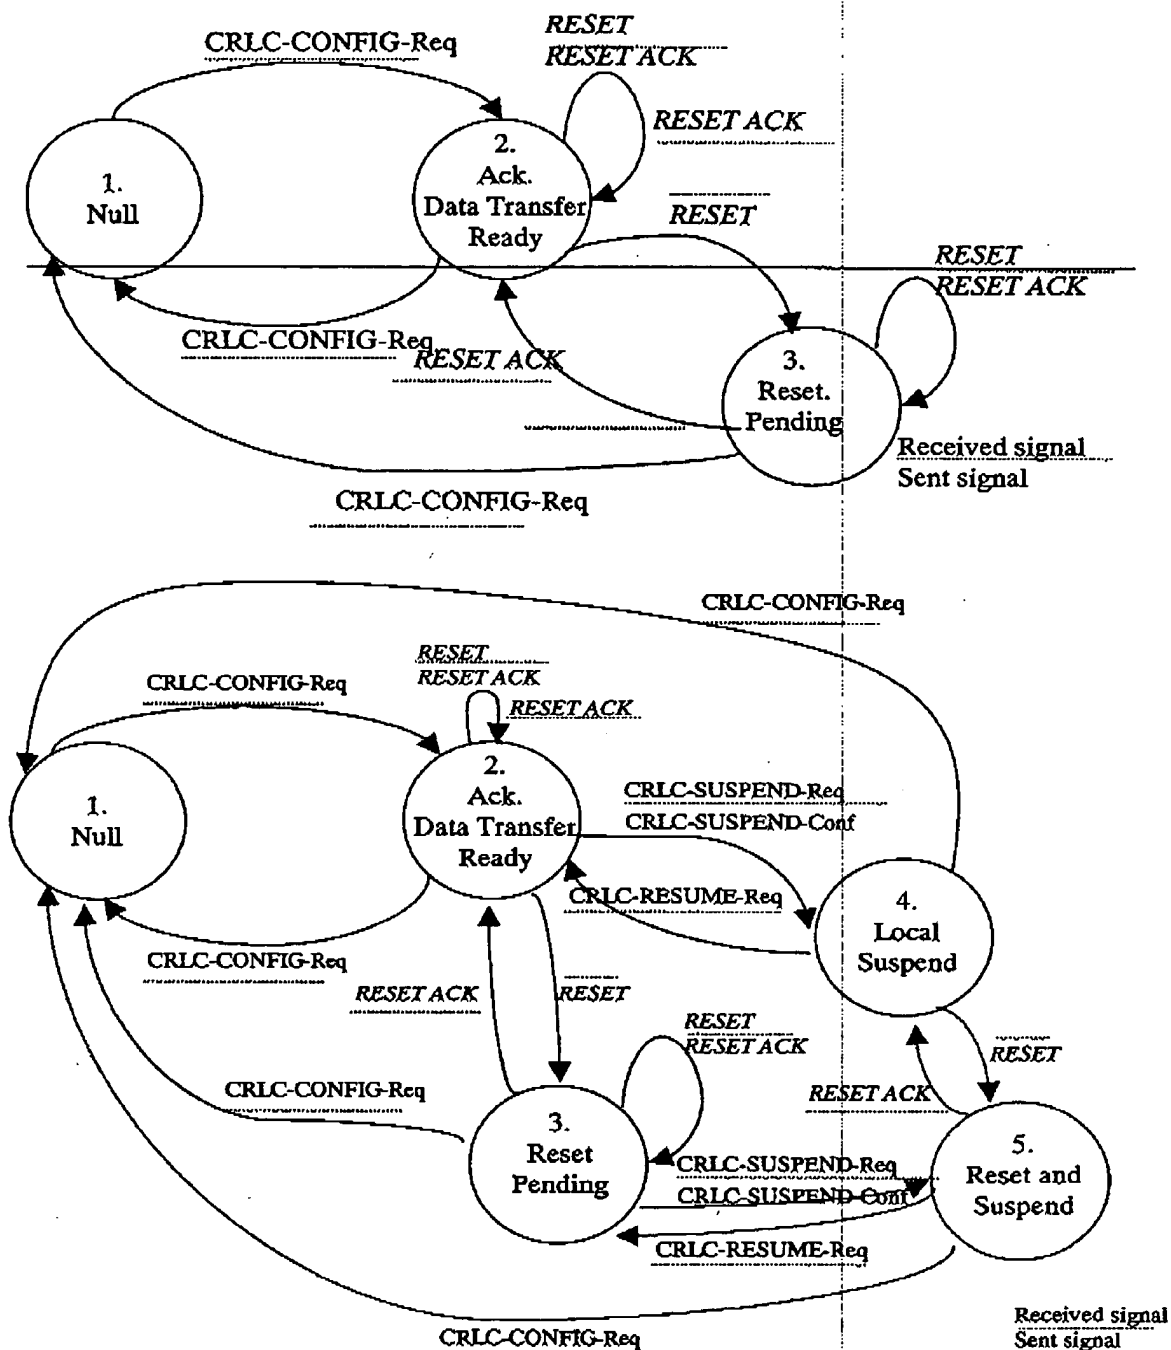 RESET
CRLC-CONFIG-Req
RESET ACK
RESET ACK
2.
Ack.
Data Transfer
Ready
1.
Null
RESET
RESET
RESET ACK
CRLC-CONFIG-Req
RESET ACK
3.
Reset.
Pending
Received signal
Sent signal
CRLC-CONFIG-Req
CRLC-CONFIG-Req
RESET
RESET ACK
CRLC-CONFIG-Req
RESET ACK
2.
Ack.
Data Transfer
Ready
1.
Null
CRLC-SUSPEND-Req
CRLC-SUSPEND-Conf
CRLC-RESUME-Req
4.
Local
Suspend
CRLC-CONFIG-Req
RESET ACK
RESET
RESET
RESET ACK
RESET
CRLC-CONFIG-Req
RESET ACK
3.
Reset
Pending
CRLC-SUSPEND-Req
CRLC-SUSPEND-Conf
5.
Reset and
Suspend
CRLC-RESUME-Req
CRLC-CONFIG-Req
Received signal
Sent signal